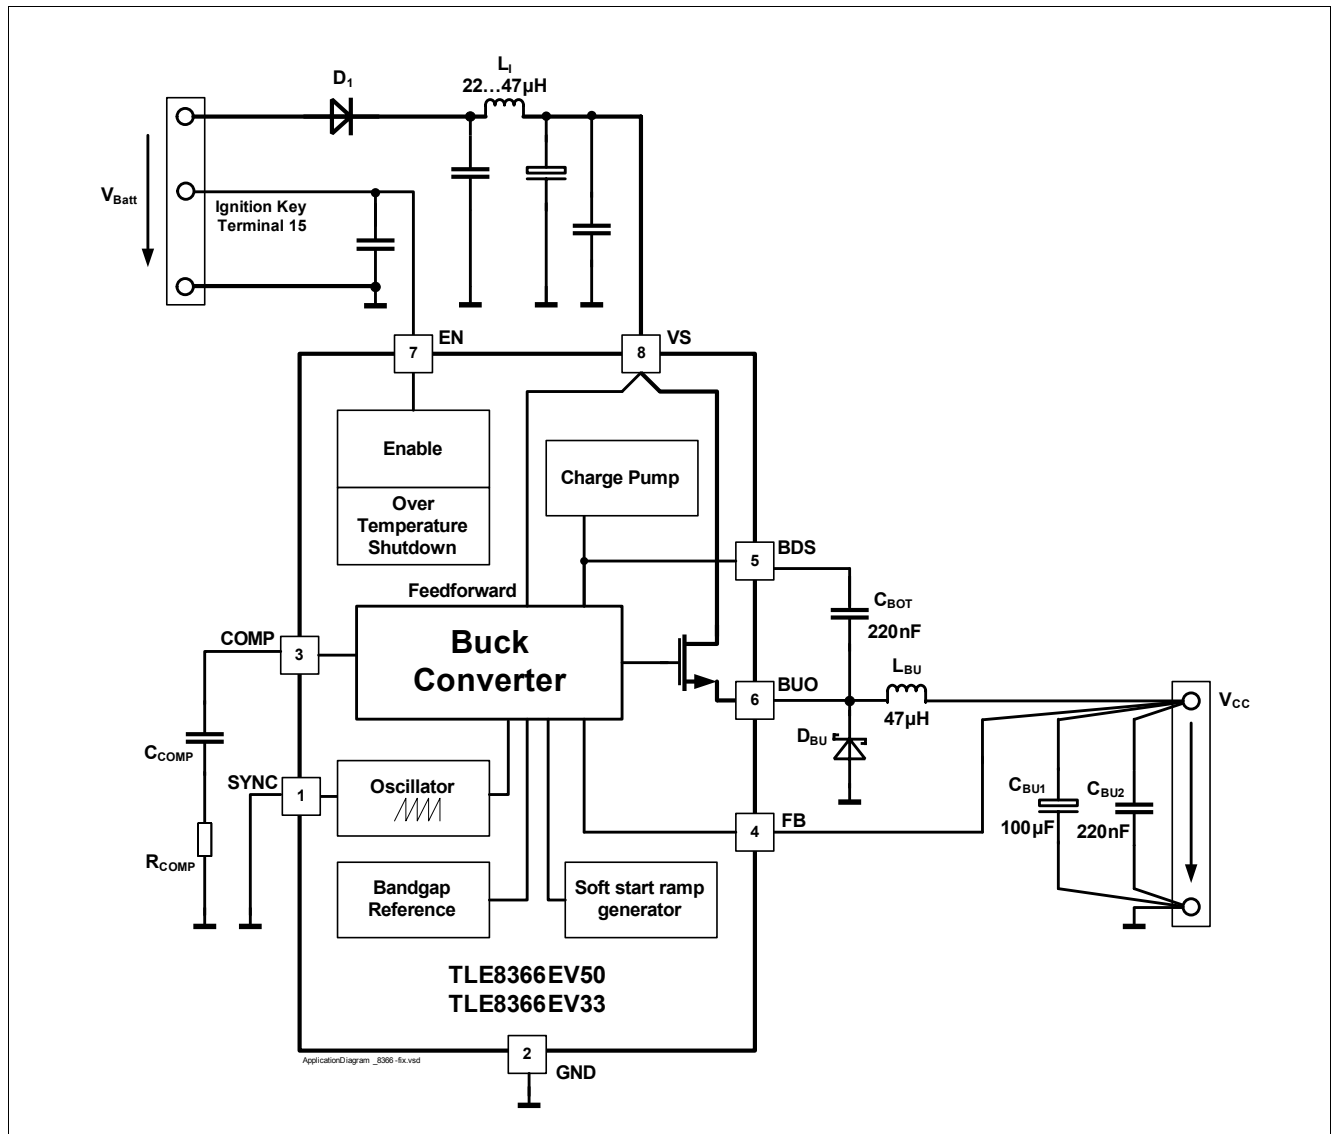 D1
LI
22...47µH
VBatt
Ignition Key
Terminal 15
EN
VS
7
8
Enable
Over
Temperature
Shutdown
Charge Pump
BDS
5
Feedforward
CBOT
220nF
COMP
3
Buck
Converter
LBU
47µH
BUO
6
VCC
DBU
CCOMP
SYNC
1
Oscillator
CBU1
100µF
CBU2
220nF
FB
4
RCOMP
Bandgap
Reference
Soft start ramp
generator
TLE8366EV50
TLE8366EV33
ApplicationDiagram _8366 -fix.vsd
2
GND